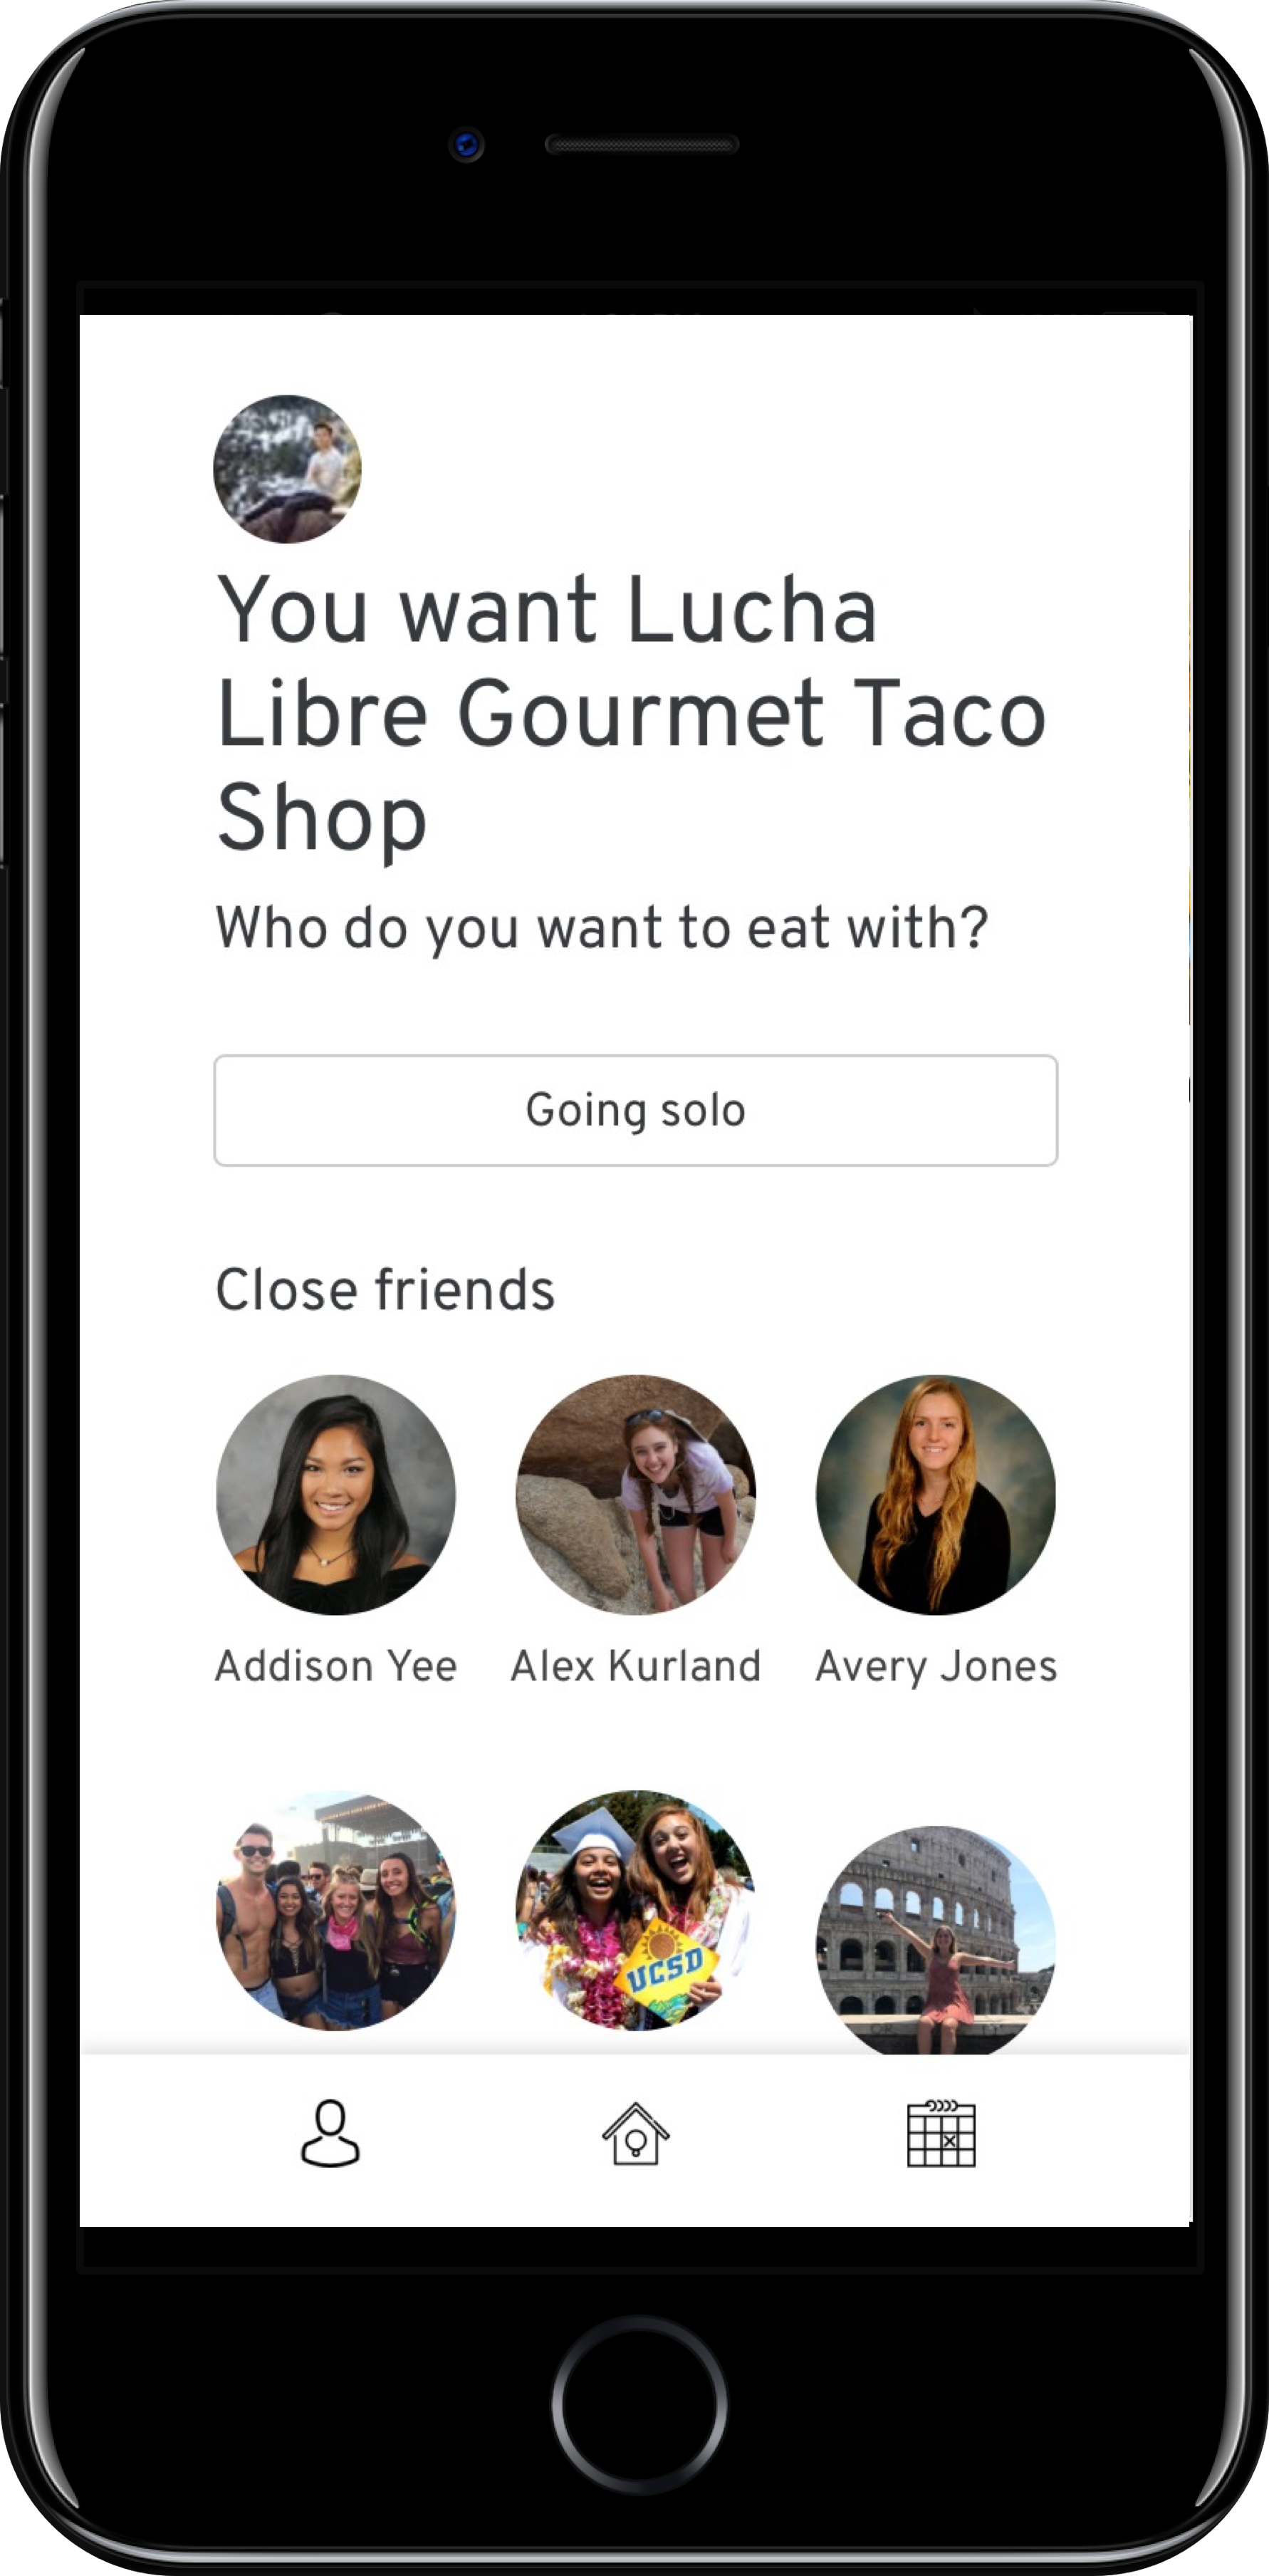 You want Lucha
Libre Gourmet Taco
Shop
Who do you want to eat with?
Going solo
Close friends
Addison Yee
Alex Kurland
Avery Jones
UCSD